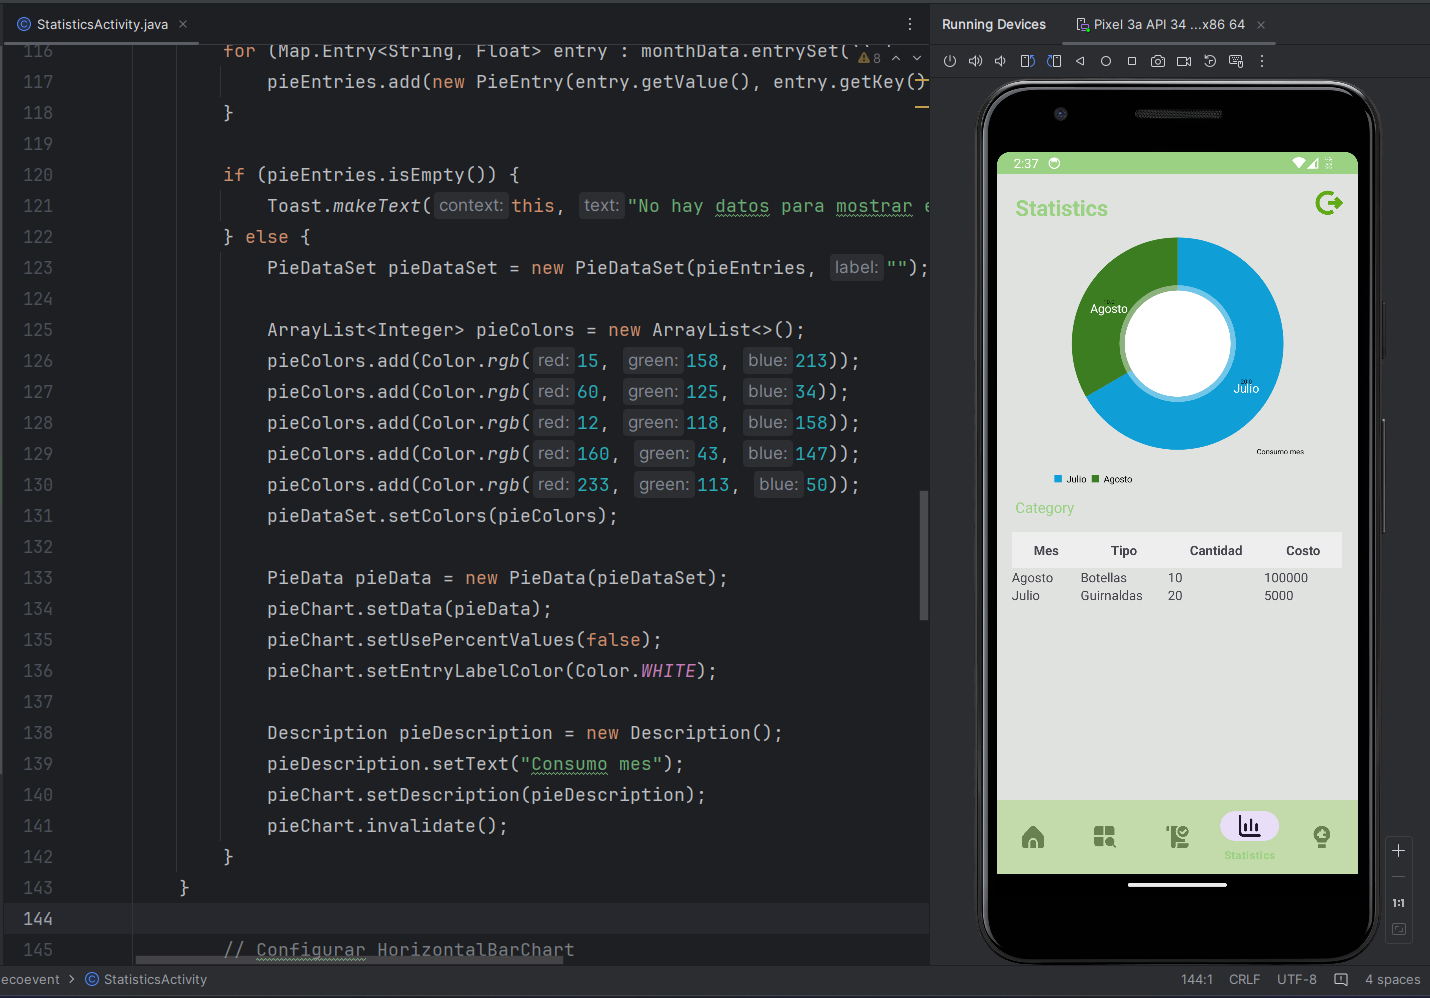 StatisticsActivity.java
116 for (Map.Entry<String, Float> entry : monthData.entrySet(
8
117 pieEntries.add(new PieEntry(entry.getValue(), entry.getKey()
118 }
119
120 if (pieEntries.isEmpty()) {
121 Toast.makeText( context: this, text: "No hay datos para mostrar e
122 } else {
123 PieDataSet pieDataSet = new PieDataSet(pieEntries, label: "");
124
125 ArrayList<Integer> pieColors = new ArrayList<>();
126 pieColors.add(Color.rgb( red: 15, green: 158, blue: 213));
127 pieColors.add(Color.rgb( red: 60, green: 125, blue: 34));
128 pieColors.add(Color.rgb( red: 12, green: 118, blue: 158));
129 pieColors.add(Color.rgb( red: 160, green: 43, blue: 147));
130 pieColors.add(Color.rgb( red: 233, green: 113, blue: 50));
131 pieDataSet.setColors(pieColors);
132
133 PieData pieData = new PieData(pieDataSet);
134 pieChart.setData(pieData);
135 pieChart.setUsePercentValues(false);
136 pieChart.setEntryLabelColor(Color.WHITE);
137
138 Description pieDescription = new Description();
139 pieDescription.setText("Consumo mes");
140 pieChart.setDescription(pieDescription);
141 pieChart.invalidate();
142 }
143 }
144
145 // Configurar HorizontalBarChart
ecoevent > StatisticsActivity
144:1 CRLF UTF-8 4 spaces
Running Devices Pixel 3a API 34 ...x86 64
2:37
Statistics
Agosto
Julio
Consumo mes
Julio Agosto
Category
Mes Tipo Cantidad Costo
Agosto Botellas 10 100000
Julio Guirnaldas 20 5000
Statistics
1:1